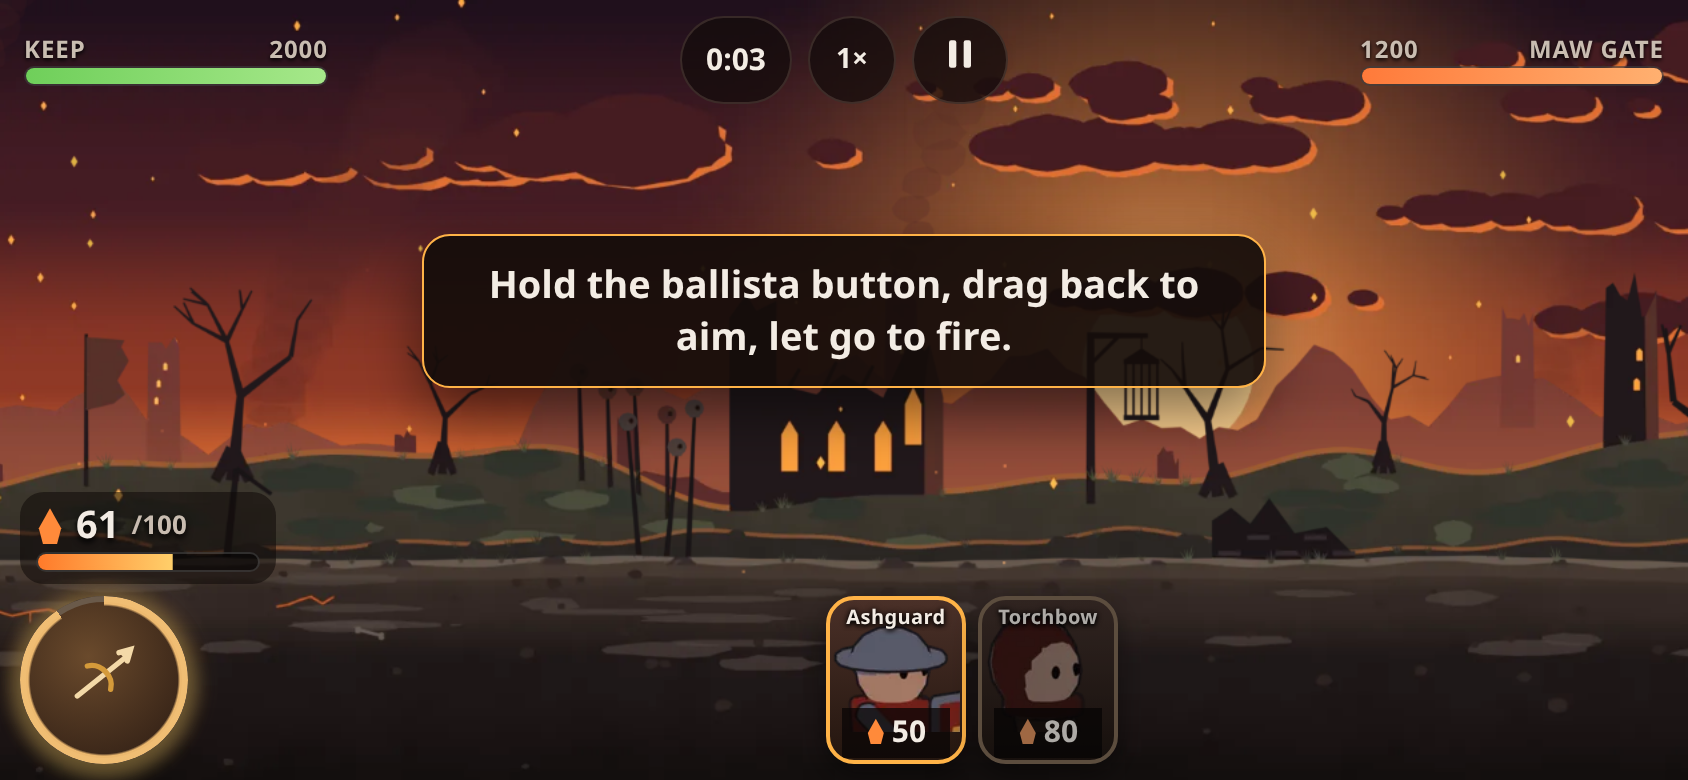 KEEP 2000
0:03
1×
1200 MAW GATE
Hold the ballista button, drag back to
aim, let go to fire.
61 /100
Ashguard
50
Torchbow
80